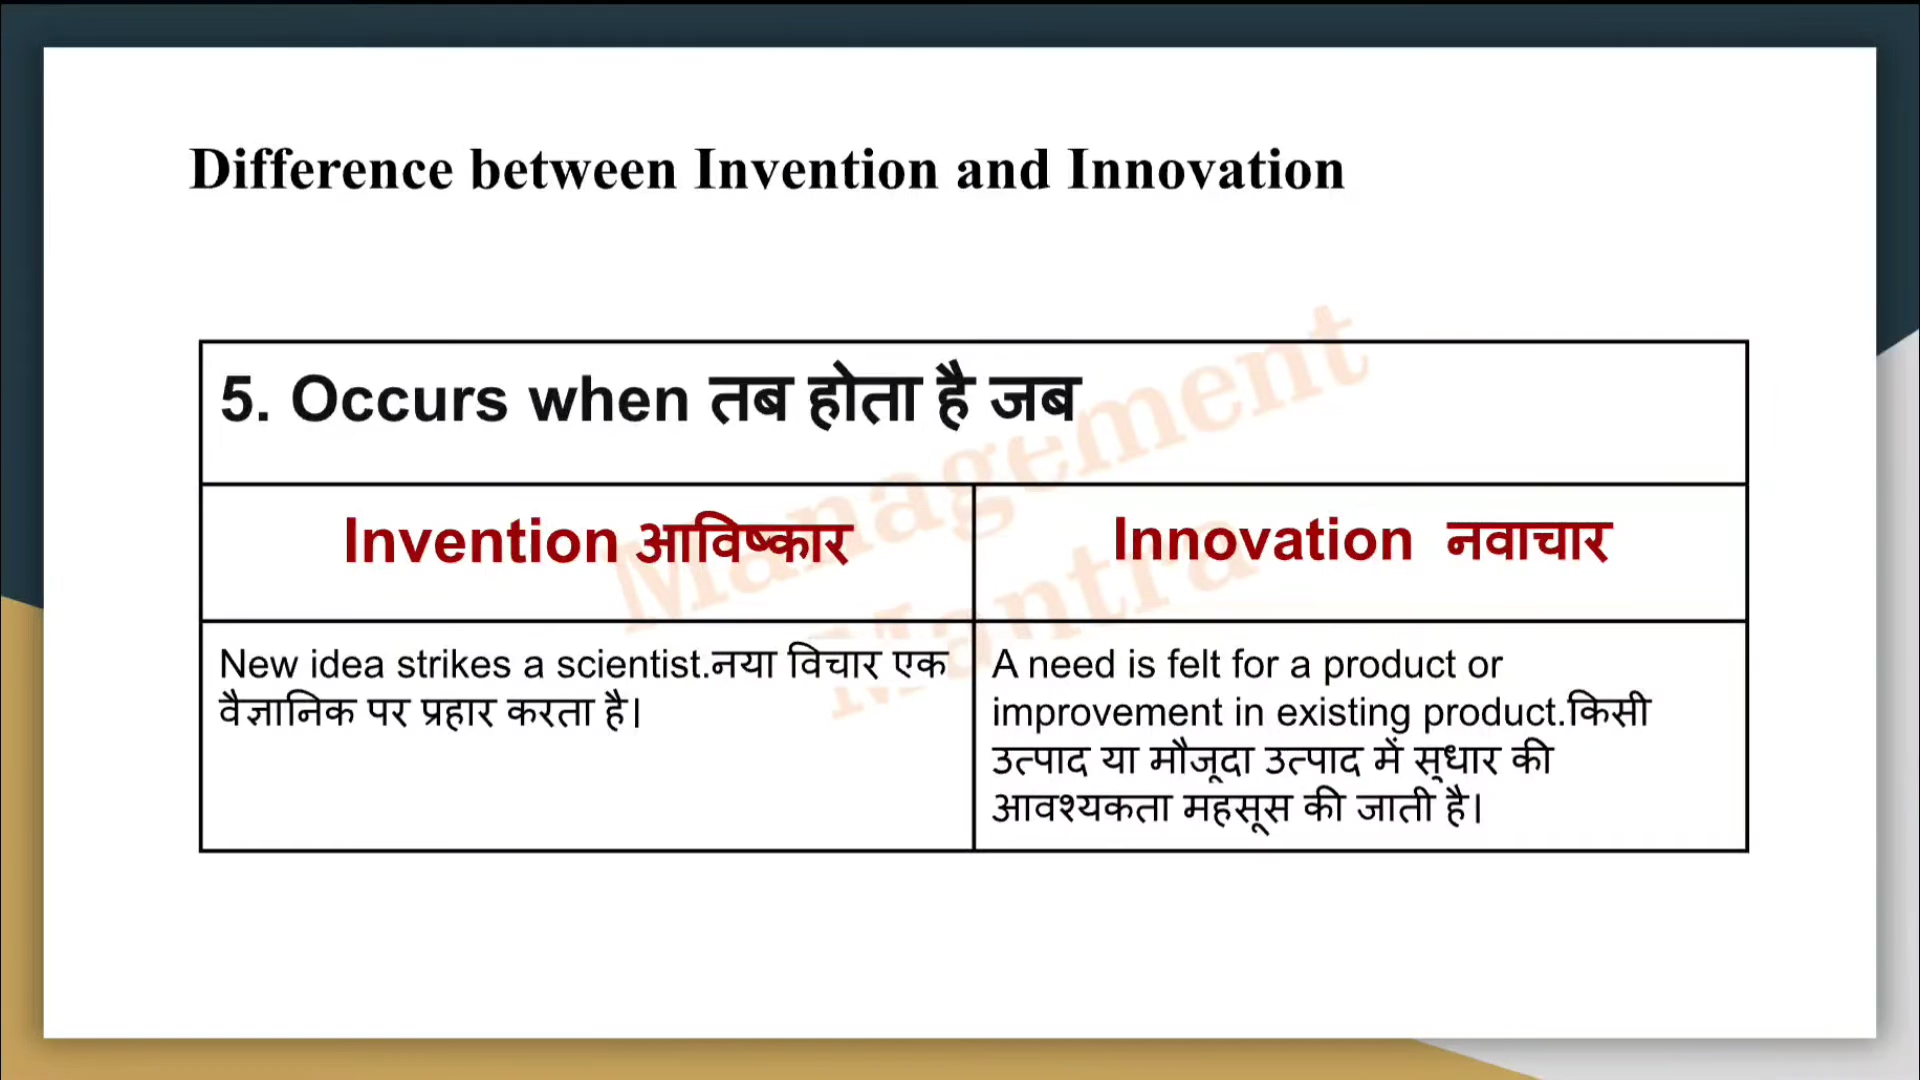 Difference between Invention and Innovation
5. Occurs when तब होता है जब
Invention आविष्कार
Innovation नवाचार
New idea strikes a scientist.नया विचार एक
वैज्ञानिक पर प्रहार करता है।
A need is felt for a product or
improvement in existing product.किसी
उत्पाद या मौजूदा उत्पाद में सुधार की
आवश्यकता महसूस की जाती है।
Management
Mantra